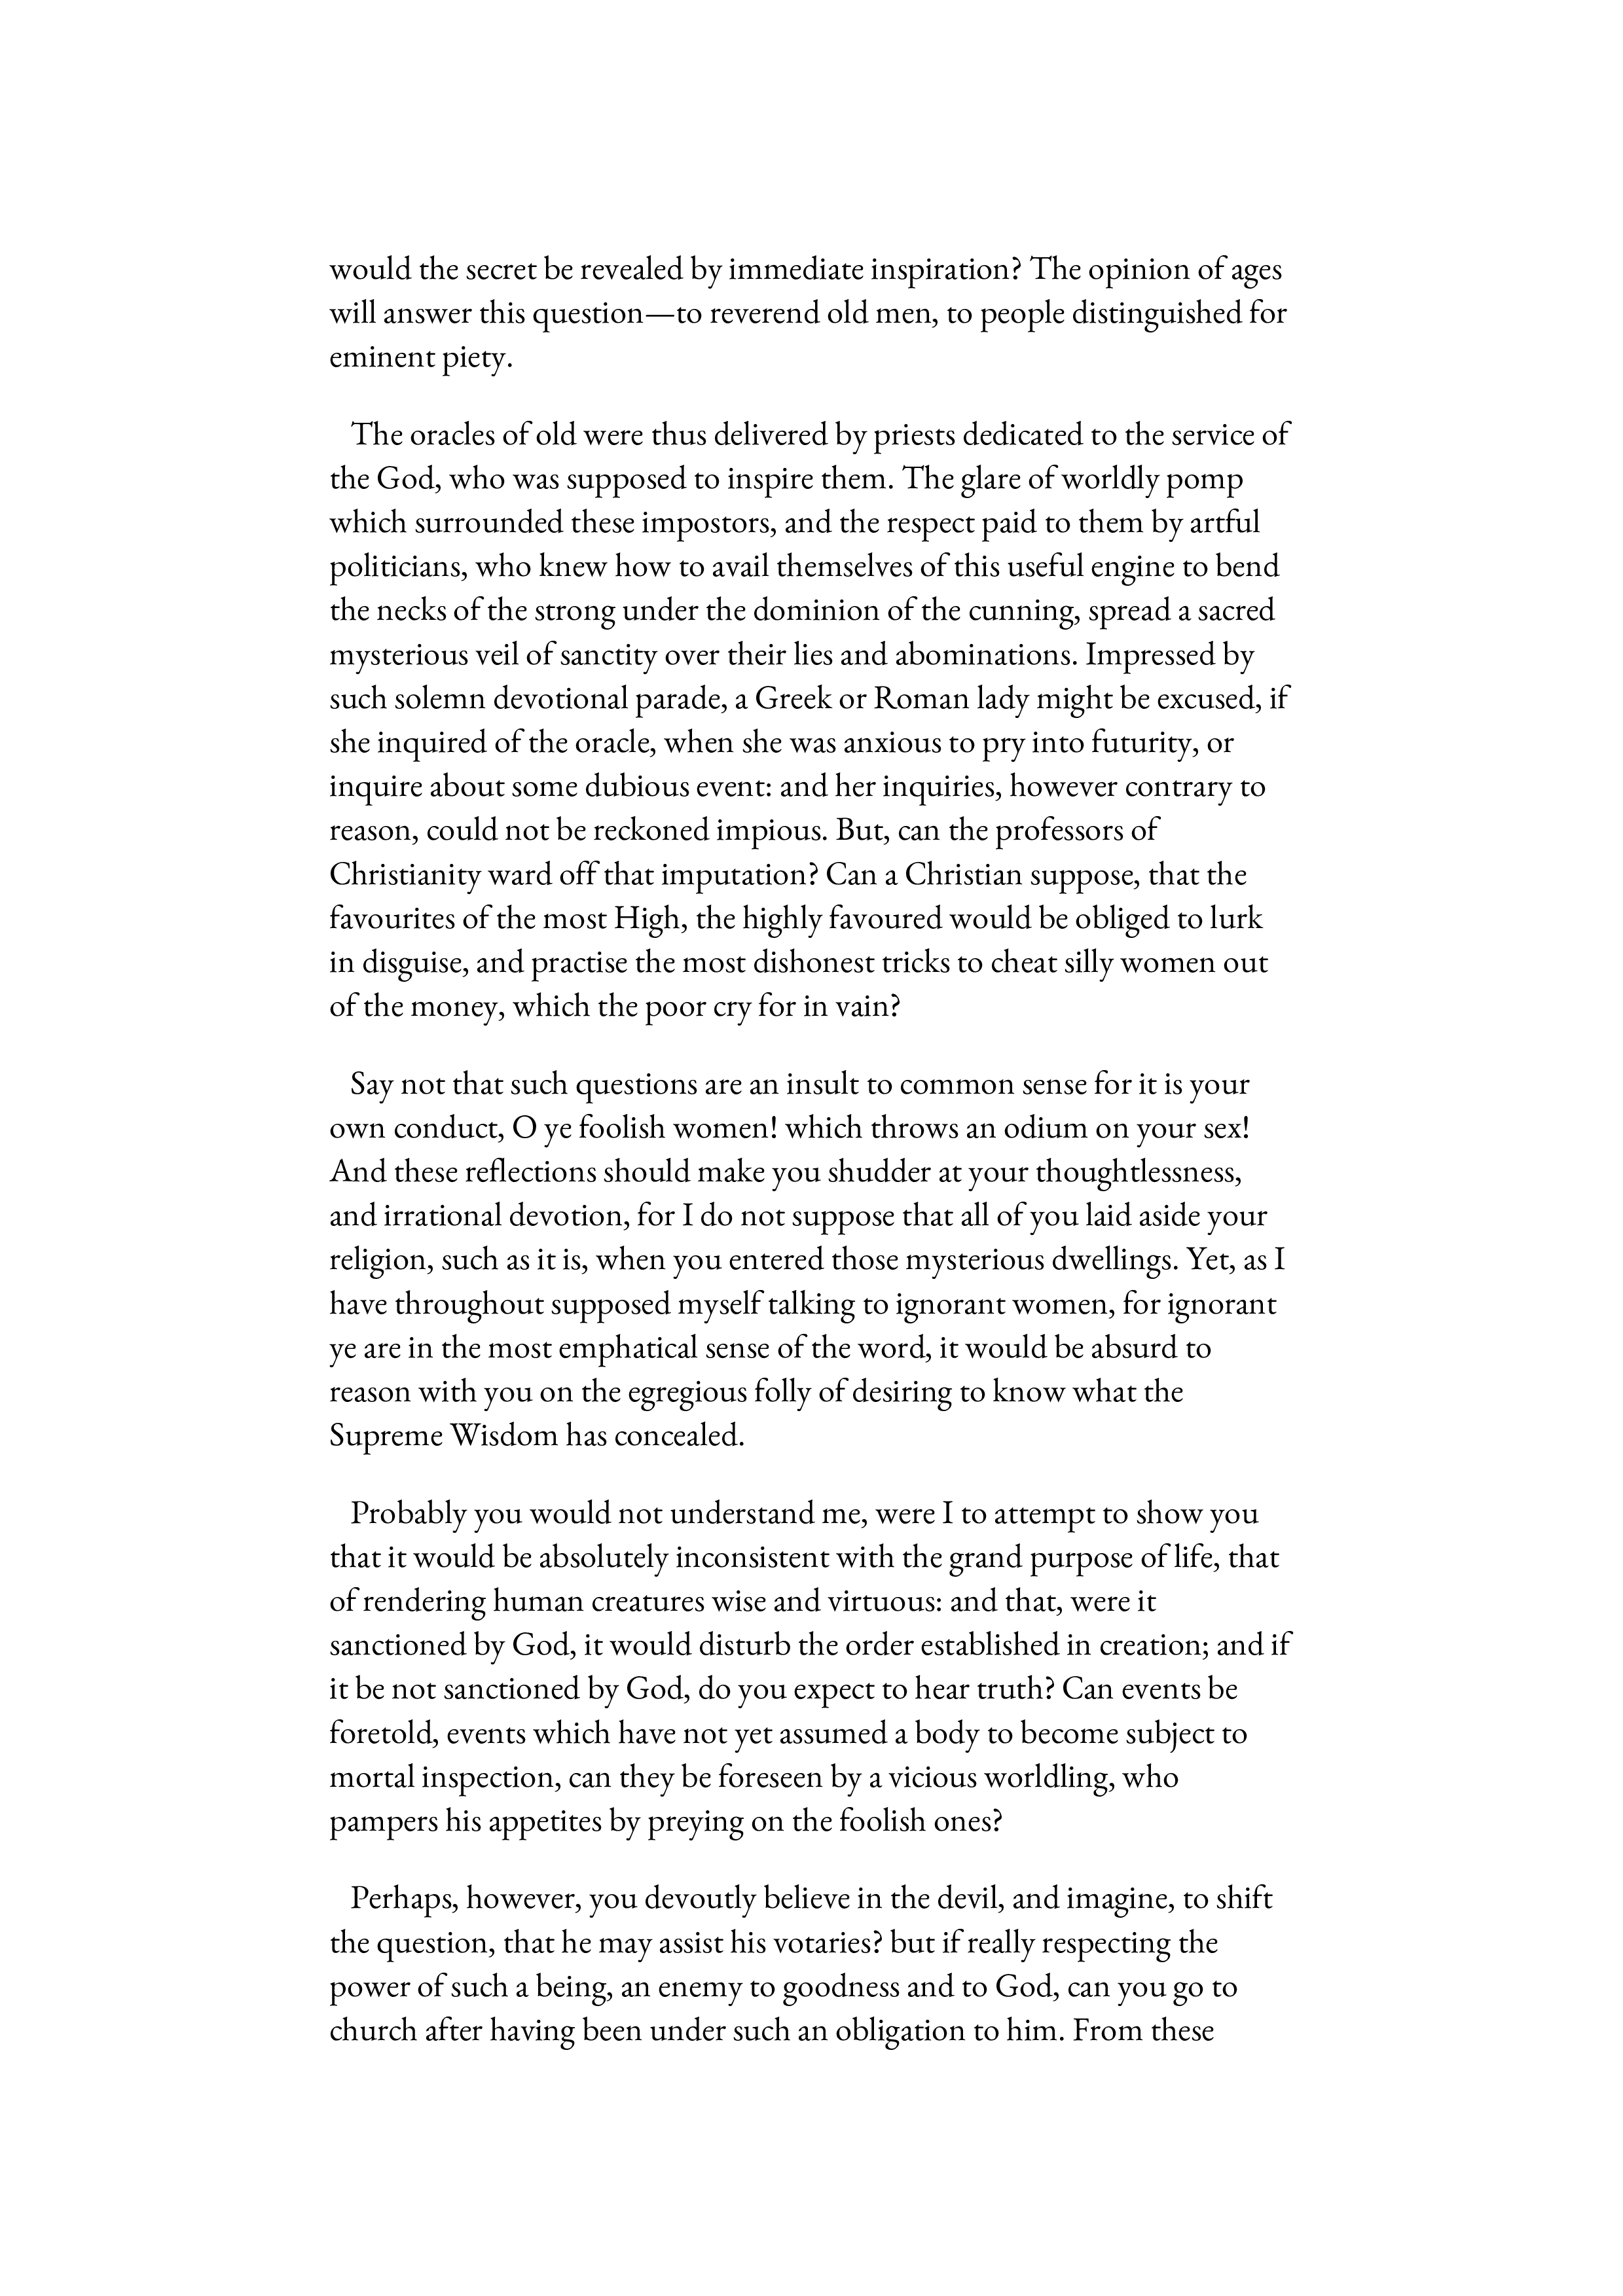 would the secret be revealed by immediate inspiration? The opinion of ages
will answer this question—to reverend old men, to people distinguished for
eminent piety.
The oracles of old were thus delivered by priests dedicated to the service of
the God, who was supposed to inspire them. The glare of worldly pomp
which surrounded these impostors, and the respect paid to them by artful
politicians, who knew how to avail themselves of this useful engine to bend
the necks of the strong under the dominion of the cunning, spread a sacred
mysterious veil of sanctity over their lies and abominations. Impressed by
such solemn devotional parade, a Greek or Roman lady might be excused, if
she inquired of the oracle, when she was anxious to pry into futurity, or
inquire about some dubious event: and her inquiries, however contrary to
reason, could not be reckoned impious. But, can the professors of
Christianity ward off that imputation? Can a Christian suppose, that the
favourites of the most High, the highly favoured would be obliged to lurk
in disguise, and practise the most dishonest tricks to cheat silly women out
of the money, which the poor cry for in vain?
Say not that such questions are an insult to common sense for it is your
own conduct, O ye foolish women! which throws an odium on your sex!
And these reflections should make you shudder at your thoughtlessness,
and irrational devotion, for I do not suppose that all of you laid aside your
religion, such as it is, when you entered those mysterious dwellings. Yet, as I
have throughout supposed myself talking to ignorant women, for ignorant
ye are in the most emphatical sense of the word, it would be absurd to
reason with you on the egregious folly of desiring to know what the
Supreme Wisdom has concealed.
Probably you would not understand me, were I to attempt to show you
that it would be absolutely inconsistent with the grand purpose of life, that
of rendering human creatures wise and virtuous: and that, were it
sanctioned by God, it would disturb the order established in creation; and if
it be not sanctioned by God, do you expect to hear truth? Can events be
foretold, events which have not yet assumed a body to become subject to
mortal inspection, can they be foreseen by a vicious worldling, who
pampers his appetites by preying on the foolish ones?
Perhaps, however, you devoutly believe in the devil, and imagine, to shift
the question, that he may assist his votaries? but if really respecting the
power of such a being, an enemy to goodness and to God, can you go to
church after having been under such an obligation to him. From these